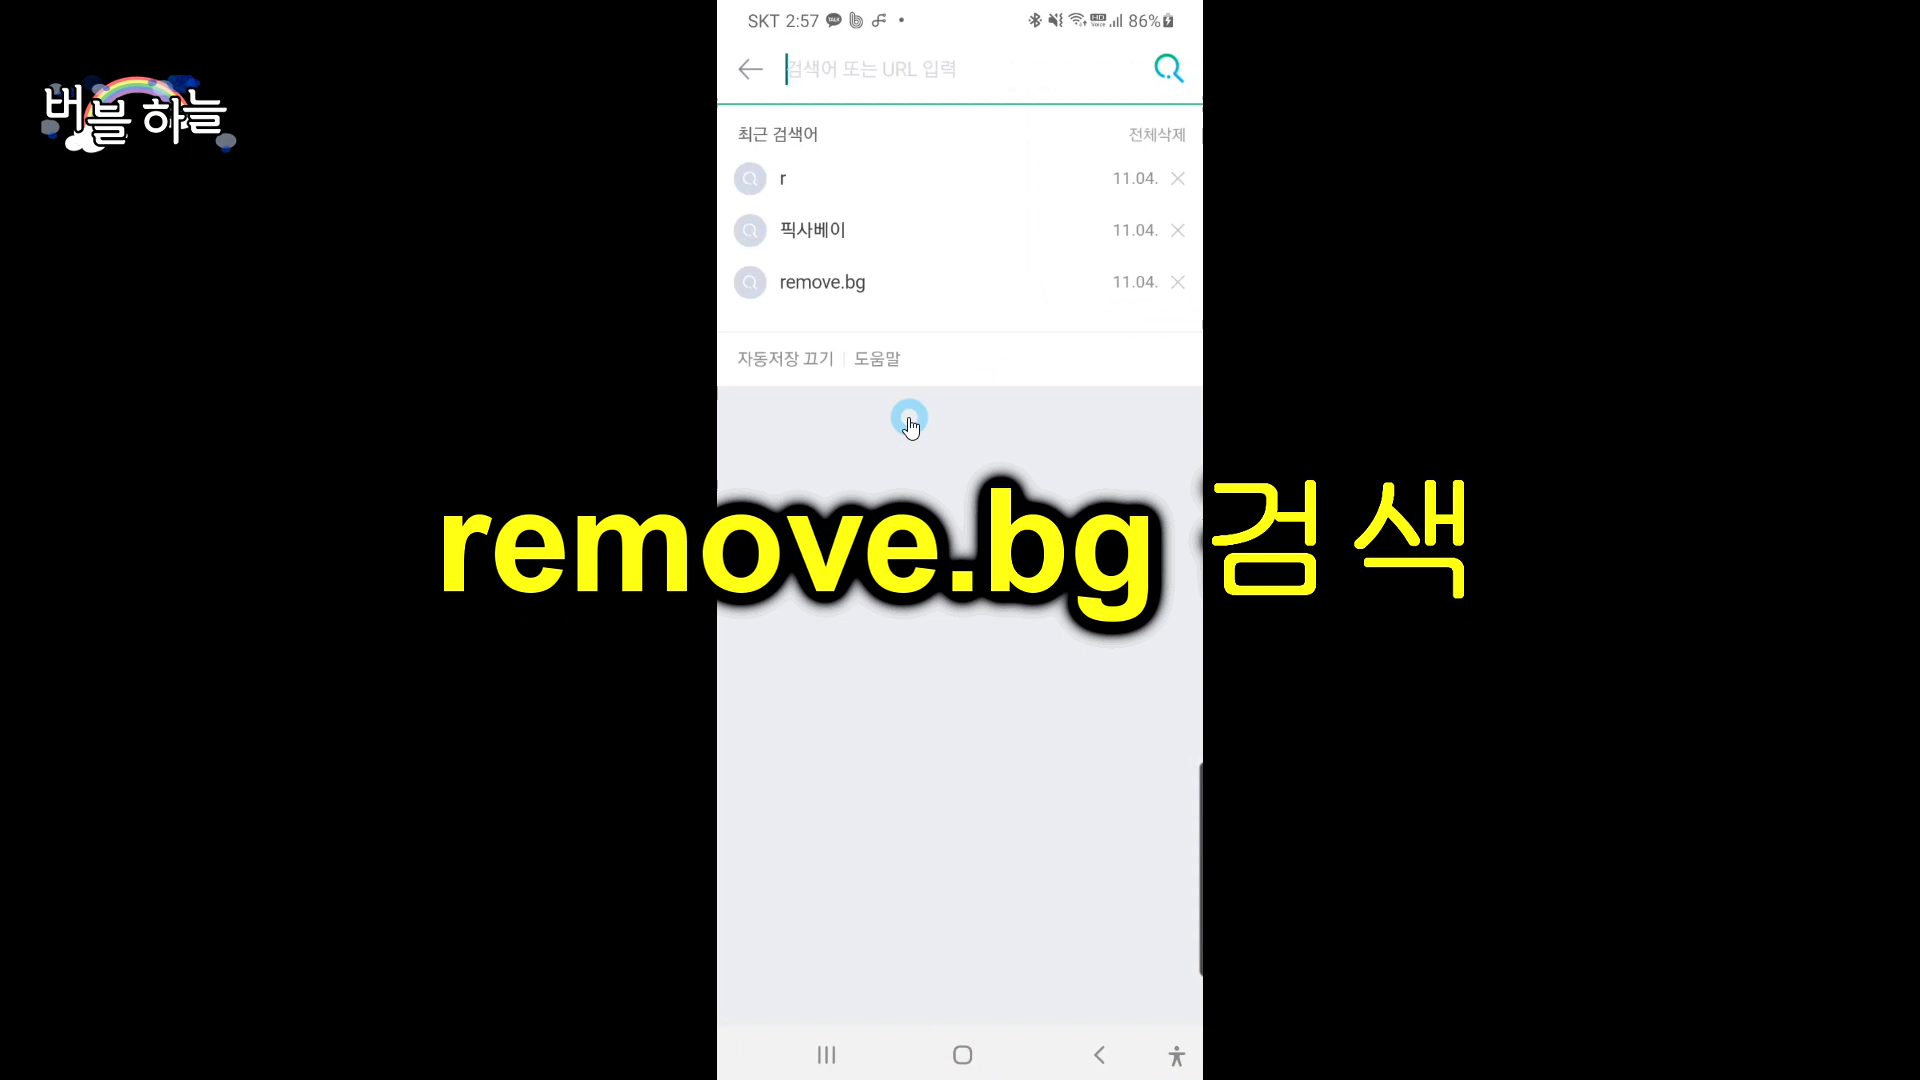 버블 하늘
SKT 2:57
86%
검색어 또는 URL 입력
최근 검색어 전체삭제
r 11.04.
픽사베이 11.04.
remove.bg 11.04.
자동저장 끄기 도움말
remove.bg 검색